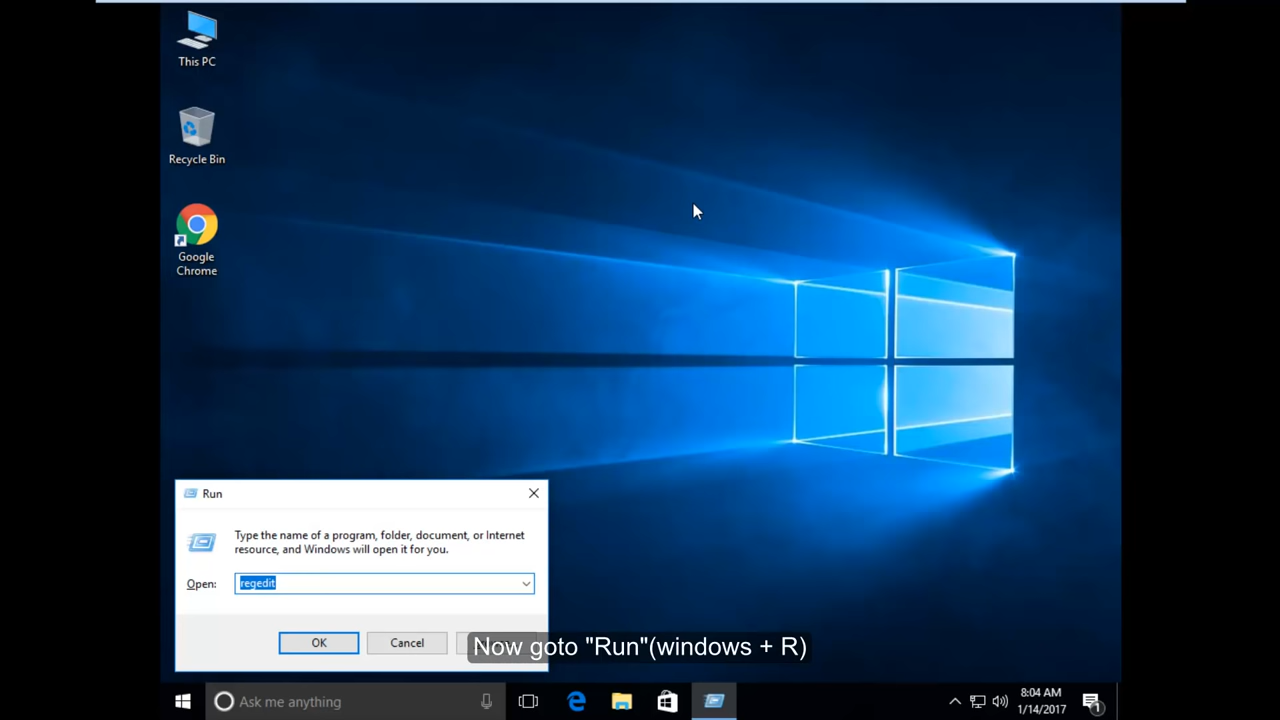 This PC
Recycle Bin
Google
Chrome
Run
Type the name of a program, folder, document, or Internet
resource, and Windows will open it for you.
Open:
regedit
OK
Cancel
Now goto "Run"(windows + R)
Ask me anything
8:04 AM
1/14/2017
1